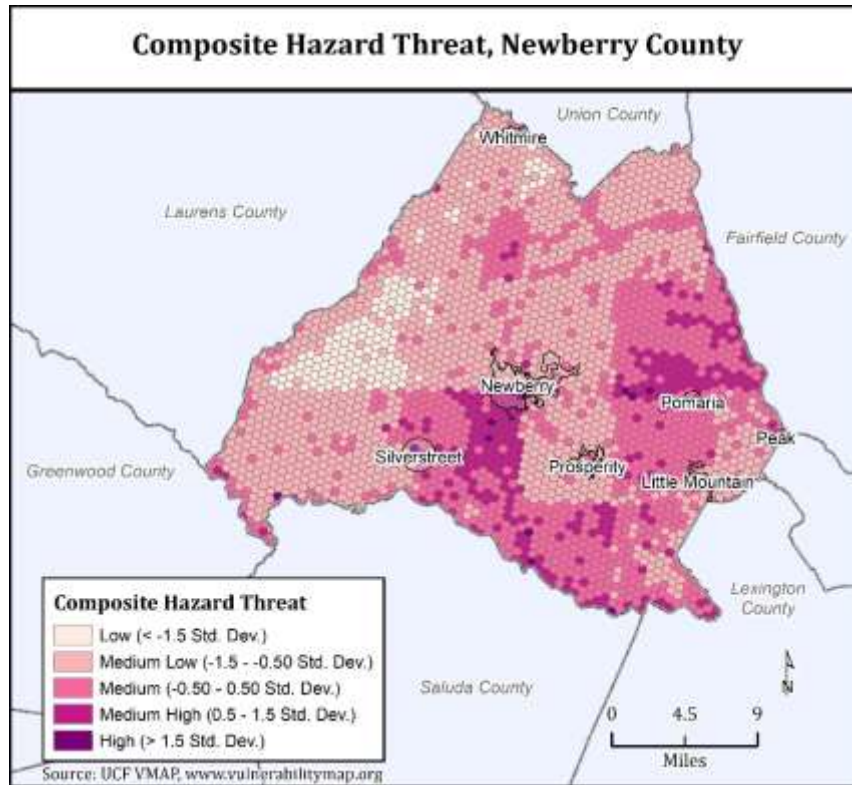 Composite Hazard Threat, Newberry County
Union County
Whitmire
Laurens County
Fairfield County
Newberry
Pomaria
Peak
Silverstreet
Prosperity
Greenwood County
Little Mountain
Lexington
County
Saluda County
Composite Hazard Threat
Low (< -1.5 Std. Dev.)
Medium Low (-1.5 - -0.50 Std. Dev.)
Medium (-0.50 - 0.50 Std. Dev.)
Medium High (0.5 - 1.5 Std. Dev.)
High (> 1.5 Std. Dev.)
N
0 4.5 9
Miles
Source: UCF VMAP, www.vulnerabilitymap.org